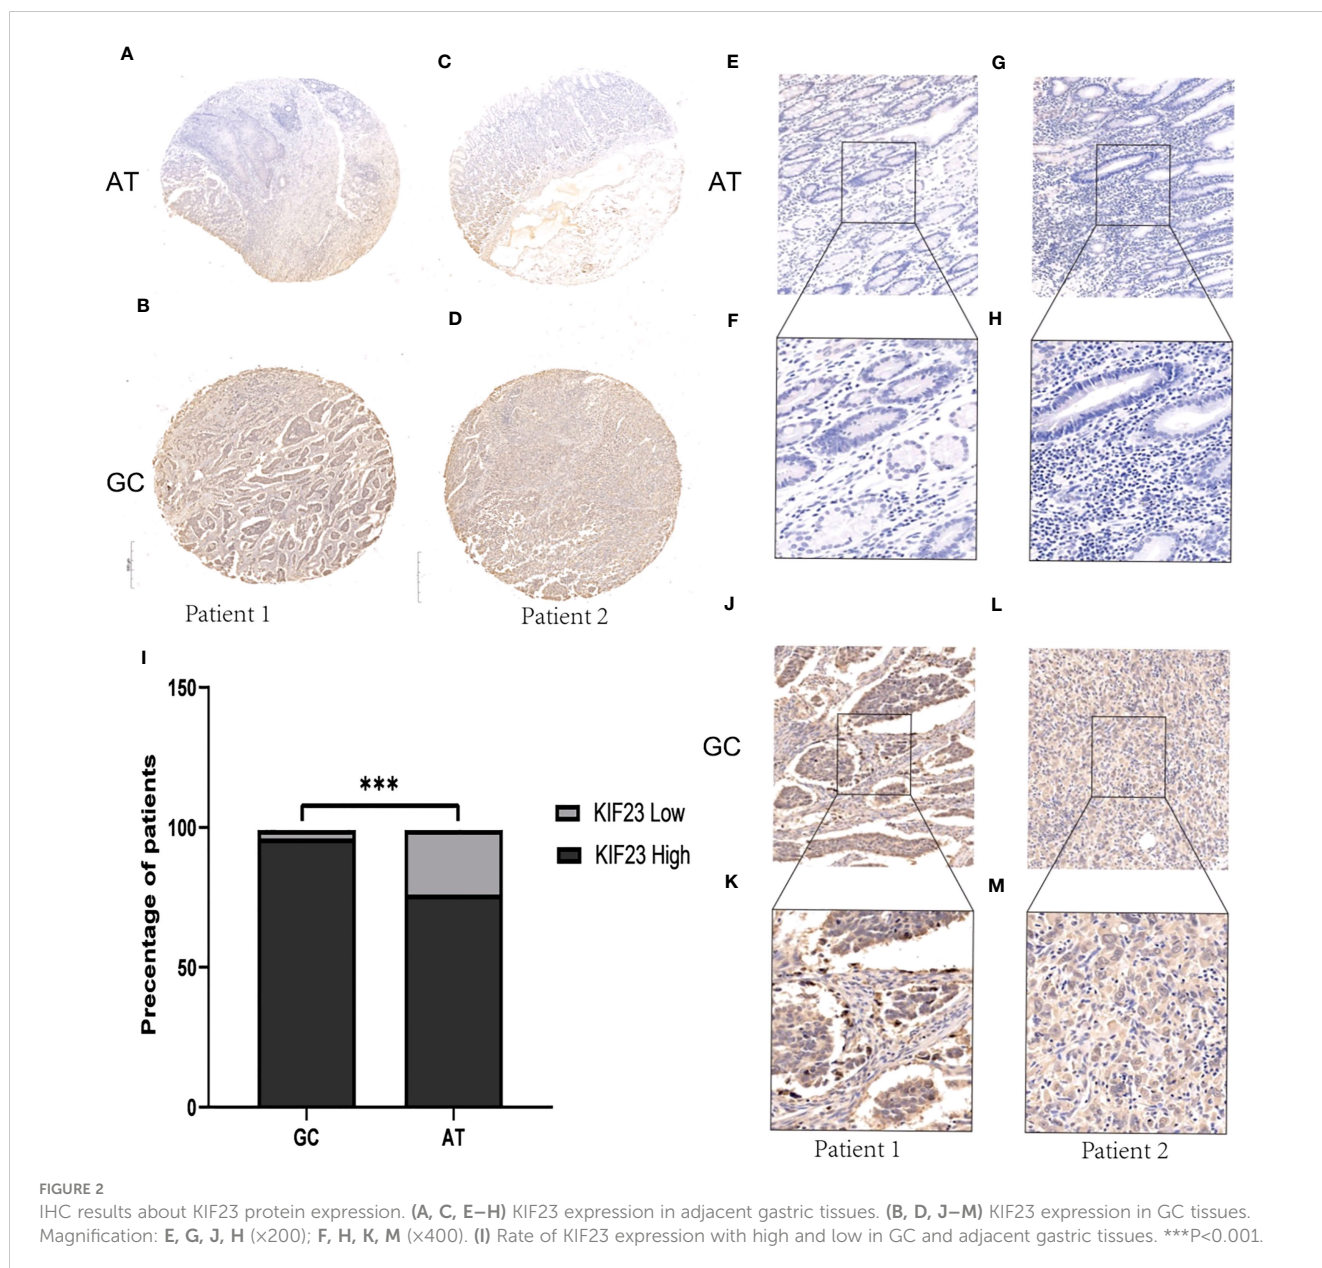 A
C
E
G
AT
AT
B
D
F
H
GC
Patient 1
Patient 2
J
L
I
150
100
50
0
Precentage of patients
***
KIF23 Low
KIF23 High
GC
AT
GC
K
M
Patient 1
Patient 2
FIGURE 2
IHC results about KIF23 protein expression. (A, C, E–H) KIF23 expression in adjacent gastric tissues. (B, D, J–M) KIF23 expression in GC tissues.
Magnification: E, G, J, H (×200); F, H, K, M (×400). (I) Rate of KIF23 expression with high and low in GC and adjacent gastric tissues. ***P<0.001.